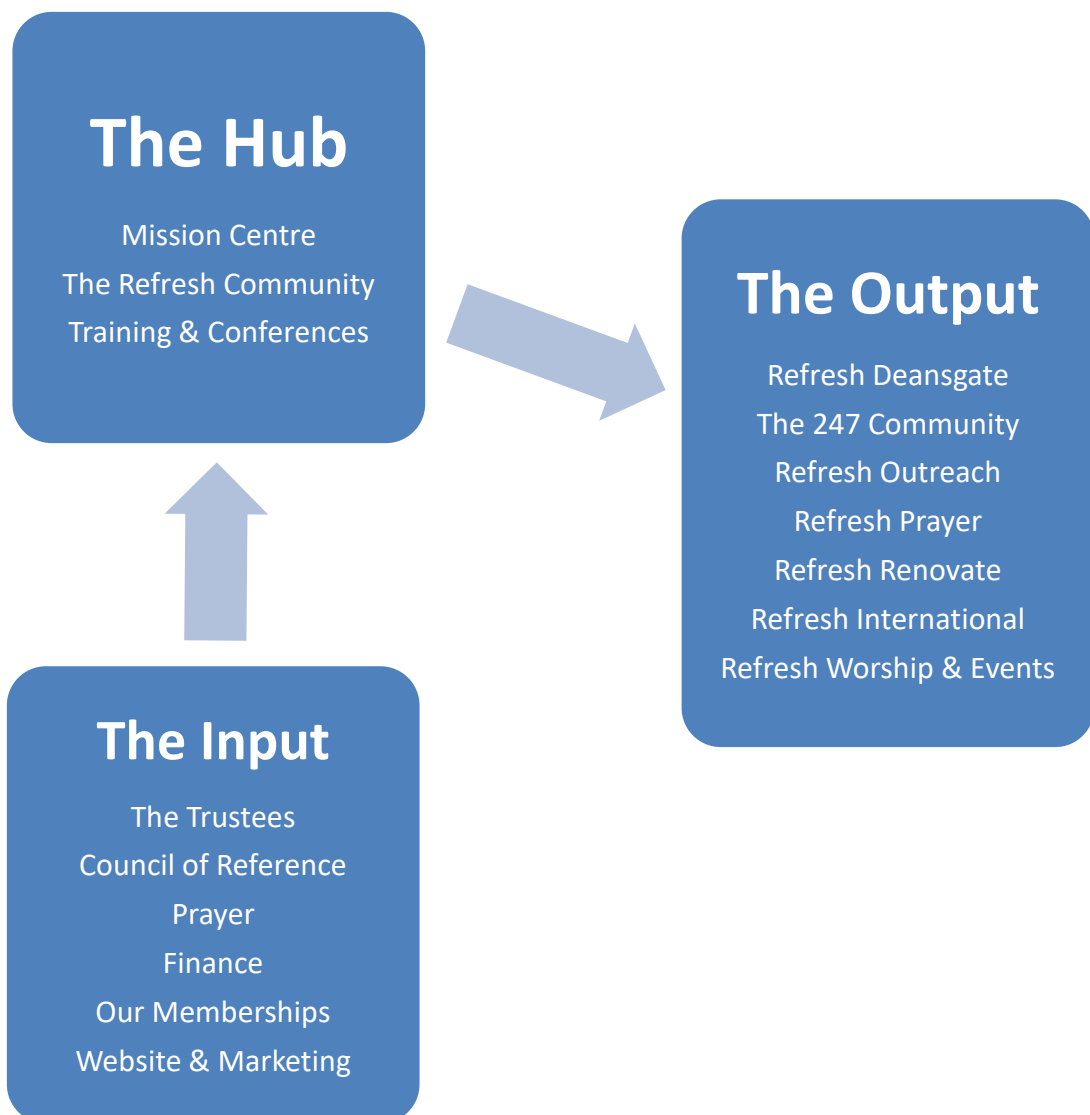 The Hub
Mission Centre
The Refresh Community
Training & Conferences
The Output
Refresh Deansgate
The 247 Community
Refresh Outreach
Refresh Prayer
Refresh Renovate
Refresh International
Refresh Worship & Events
The Input
The Trustees
Council of Reference
Prayer
Finance
Our Memberships
Website & Marketing